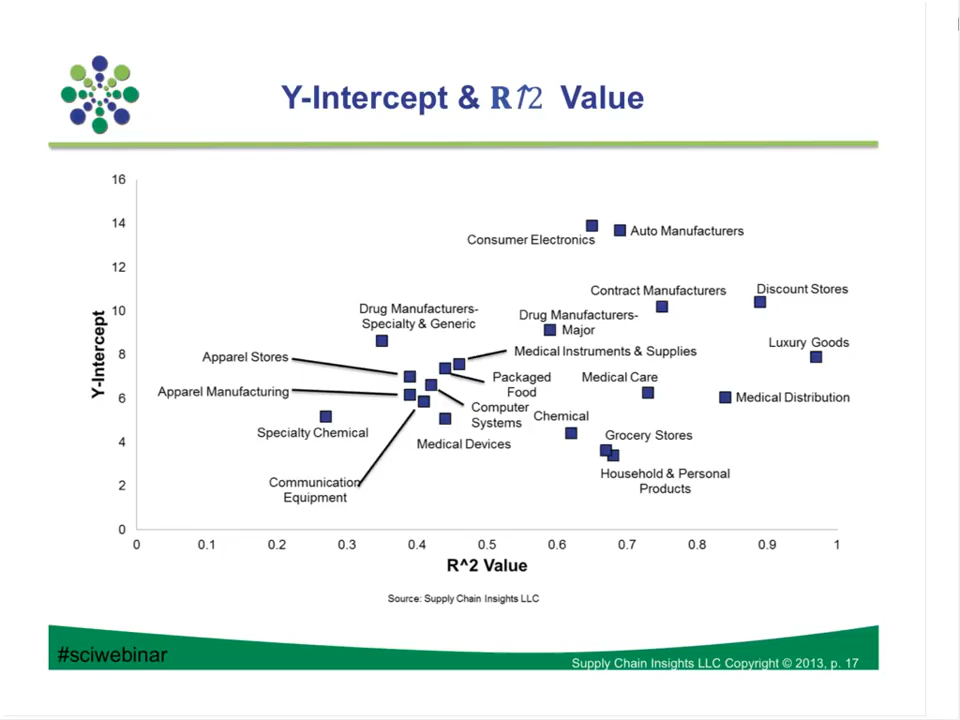 Y-Intercept & R↑2 Value
16
14
12
10
8
6
4
2
0
Y-Intercept
Consumer Electronics
Auto Manufacturers
Contract Manufacturers
Discount Stores
Drug Manufacturers-
Specialty & Generic
Drug Manufacturers-
Major
Luxury Goods
Apparel Stores
Medical Instruments & Supplies
Apparel Manufacturing
Packaged
Food
Medical Care
Medical Distribution
Computer
Systems
Chemical
Specialty Chemical
Medical Devices
Grocery Stores
Communication
Equipment
Household & Personal
Products
0 0.1 0.2 0.3 0.4 0.5 0.6 0.7 0.8 0.9 1
R^2 Value
Source: Supply Chain Insights LLC
#sciwebinar
Supply Chain Insights LLC Copyright © 2013, p. 17